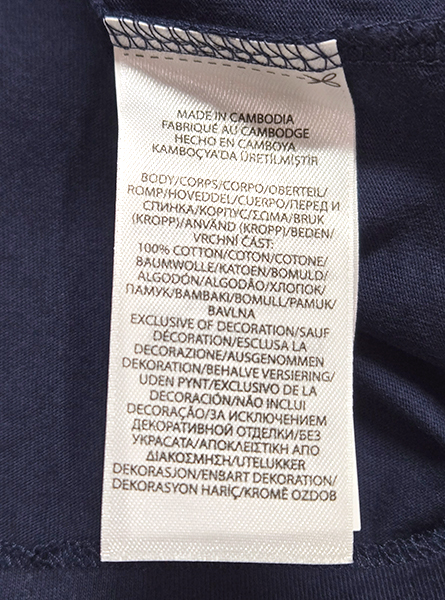 MADE IN CAMBODIA
FABRIQUÉ AU CAMBODGE
HECHO EN CAMBOYA
KAMBOÇYA'DA ÜRETİLMİŞTİR
BODY/CORPS/CORPO/OBERTEIL/
ROMP/HOVEDDEL/CUERPO/ПЕРЕД И
СПИНКА/КОРПУС/ΣΩΜΑ/BRUK
(KROPP)/ANVÄND (KROPP)/BEDEN/
VRCHNÍ ČÁST:
100% COTTON/COTON/COTONE/
BAUMWOLLE/KATOEN/BOMULD/
ALGODÓN/ALGODÃO/ХЛОПОК/
ПАМУК/ΒΑΜΒΑΚΙ/BOMULL/PAMUK/
BAVLNA
EXCLUSIVE OF DECORATION/SAUF
DÉCORATION/ESCLUSA LA
DECORAZIONE/AUSGENOMMEN
DEKORATION/BEHALVE VERSIERING/
UDEN PYNT/EXCLUSIVO DE LA
DECORACIÓN/NÃO INCLUI
DECORAÇÃO/ЗА ИСКЛЮЧЕНИЕМ
ДЕКОРАТИВНОЙ ОТДЕЛКИ/БЕЗ
УКРАСАТА/ΑΠΟΚΛΕΙΣΤΙΚΗ ΑΠΟ
ΔΙΑΚΟΣΜΗΣΗ/UTELUKKER
DEKORASJON/ENBART DEKORATION/
DEKORASYON HARİÇ/KROMĚ OZDOB